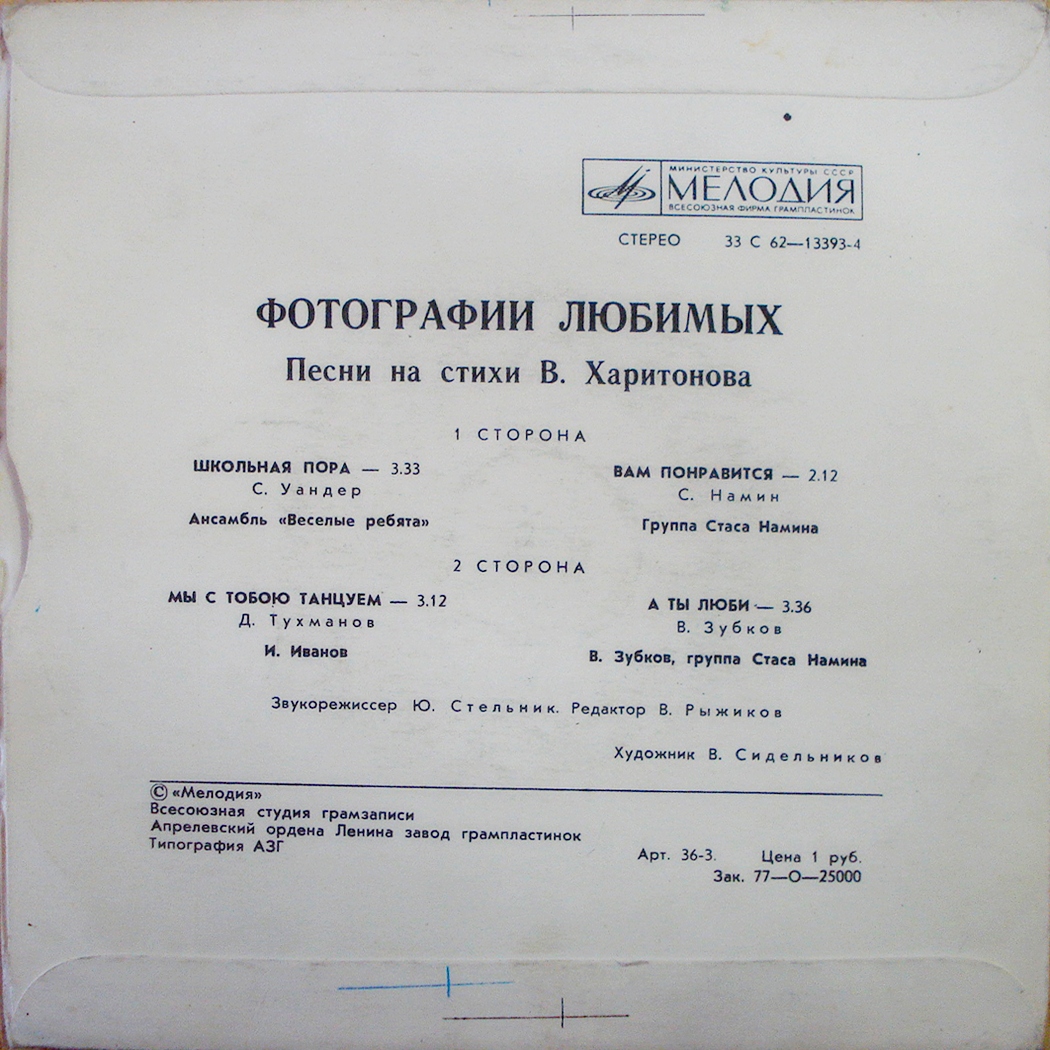 МИНИСТЕРСТВО КУЛЬТУРЫ СССР
МЕЛОДИЯ
ВСЕСОЮЗНАЯ ФИРМА ГРАМПЛАСТИНОК
СТЕРЕО 33 С 62—13393-4
ФОТОГРАФИИ ЛЮБИМЫХ
Песни на стихи В. Харитонова
1 СТОРОНА
ШКОЛЬНАЯ ПОРА — 3.33
С. Уандер
Ансамбль «Веселые ребята»
ВАМ ПОНРАВИТСЯ — 2.12
С. Намин
Группа Стаса Намина
2 СТОРОНА
МЫ С ТОБОЮ ТАНЦУЕМ — 3.12
Д. Тухманов
И. Иванов
А ТЫ ЛЮБИ — 3.36
В. Зубков
В. Зубков, группа Стаса Намина
Звукорежиссер Ю. Стельник. Редактор В. Рыжиков
Художник В. Сидельников
© «Мелодия»
Всесоюзная студия грамзаписи
Апрелевский ордена Ленина завод грампластинок
Типография АЗГ
Арт. 36-3. Цена 1 руб.
Зак. 77—О—25000